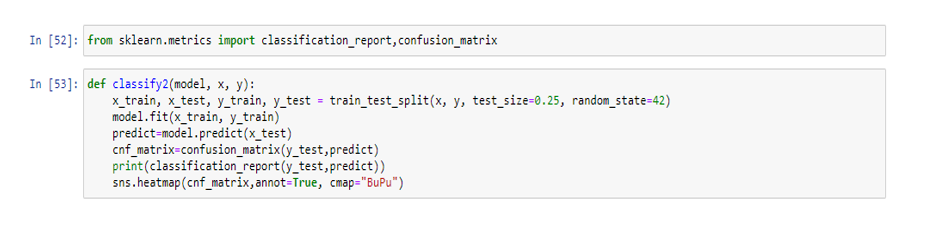 In [52]: from sklearn.metrics import classification_report,confusion_matrix
In [53]: def classify2(model, x, y):
    x_train, x_test, y_train, y_test = train_test_split(x, y, test_size=0.25, random_state=42)
    model.fit(x_train, y_train)
    predict=model.predict(x_test)
    cnf_matrix=confusion_matrix(y_test,predict)
    print(classification_report(y_test,predict))
    sns.heatmap(cnf_matrix,annot=True, cmap="BuPu")